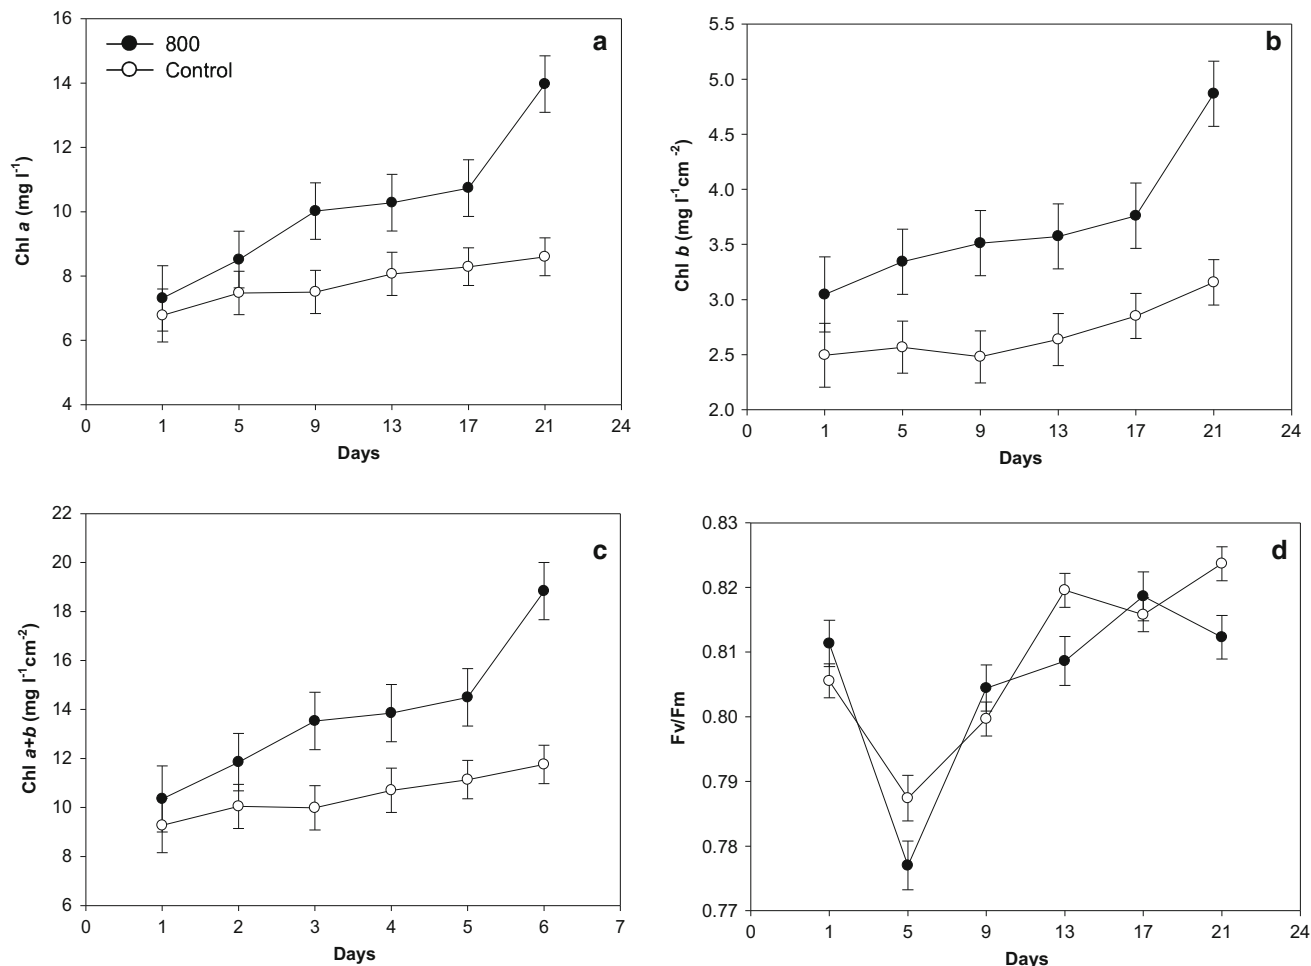 a
800
Control
16
14
12
10
8
6
4
Chl a (mg l⁻¹)
0 1 5 9 13 17 21 24
Days
b
5.5
5.0
4.5
4.0
3.5
3.0
2.5
2.0
Chl b (mg l⁻¹cm⁻²)
0 1 5 9 13 17 21 24
Days
c
22
20
18
16
14
12
10
8
6
Chl a+b (mg l⁻¹cm⁻²)
0 1 2 3 4 5 6 7
Days
d
0.83
0.82
0.81
0.80
0.79
0.78
0.77
Fv/Fm
0 1 5 9 13 17 21 24
Days